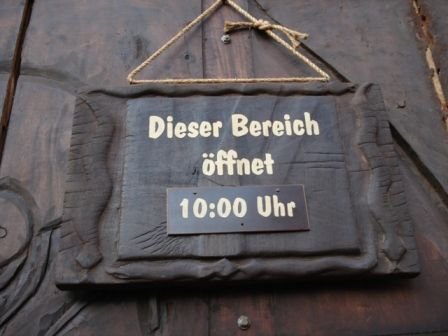 Dieser Bereich
öffnet
10:00 Uhr